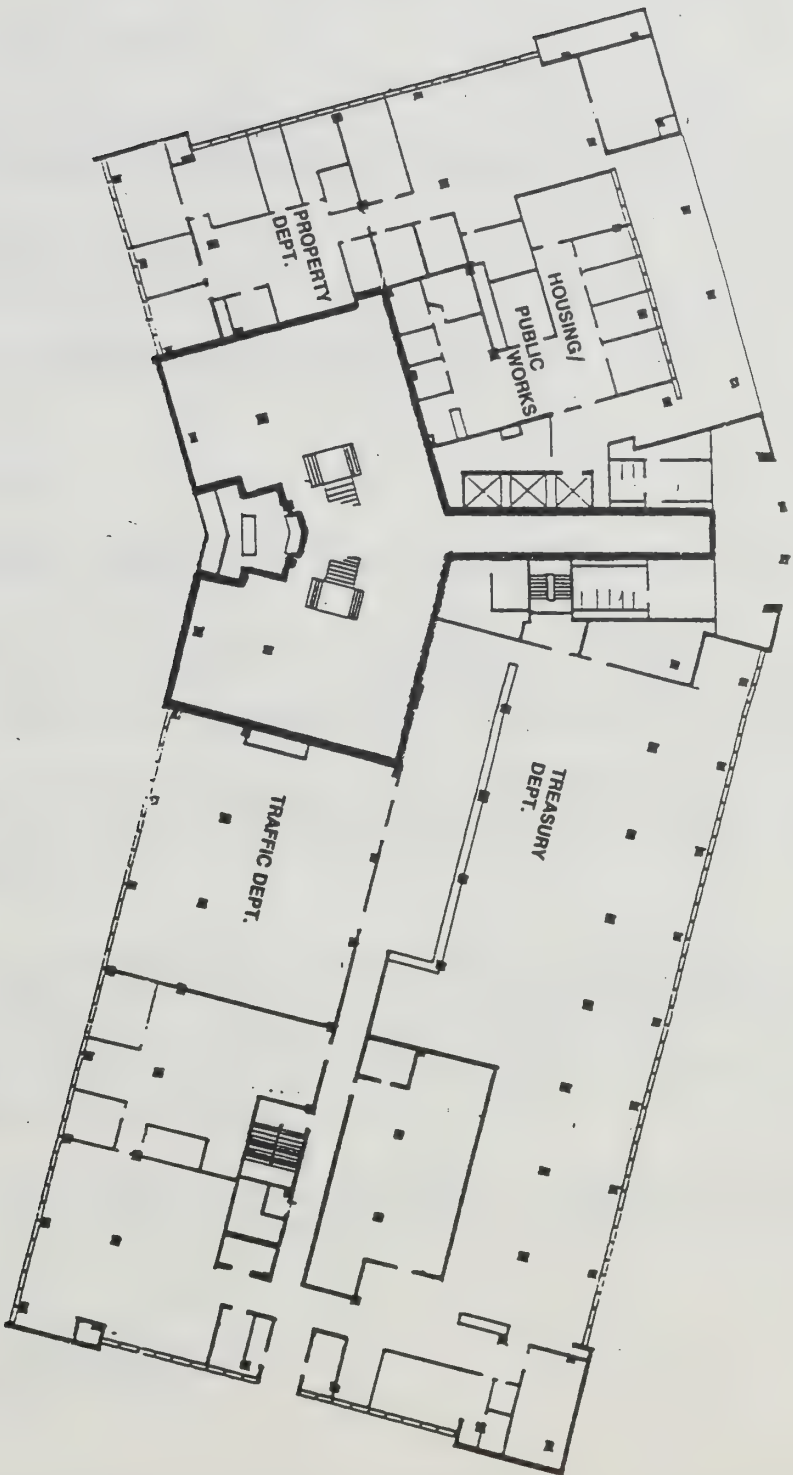 PROPERTY
DEPT.
HOUSING/
PUBLIC
WORKS
TREASURY
DEPT.
TRAFFIC DEPT.